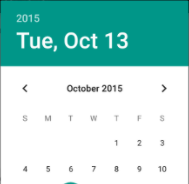 2015
Tue, Oct 13
October 2015
S M T W T F S
1 2 3
4 5 6 7 8 9 10